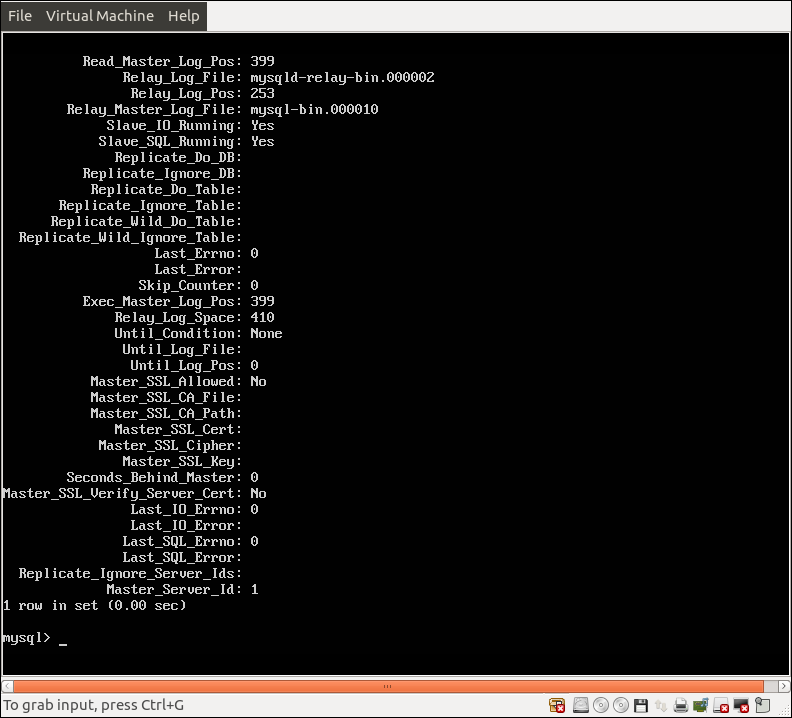 File Virtual Machine Help
Read_Master_Log_Pos: 399
Relay_Log_File: mysqld-relay-bin.000002
Relay_Log_Pos: 253
Relay_Master_Log_File: mysql-bin.000010
Slave_IO_Running: Yes
Slave_SQL_Running: Yes
Replicate_Do_DB:
Replicate_Ignore_DB:
Replicate_Do_Table:
Replicate_Ignore_Table:
Replicate_Wild_Do_Table:
Replicate_Wild_Ignore_Table:
Last_Errno: 0
Last_Error:
Skip_Counter: 0
Exec_Master_Log_Pos: 399
Relay_Log_Space: 410
Until_Condition: None
Until_Log_File:
Until_Log_Pos: 0
Master_SSL_Allowed: No
Master_SSL_CA_File:
Master_SSL_CA_Path:
Master_SSL_Cert:
Master_SSL_Cipher:
Master_SSL_Key:
Seconds_Behind_Master: 0
Master_SSL_Verify_Server_Cert: No
Last_IO_Errno: 0
Last_IO_Error:
Last_SQL_Errno: 0
Last_SQL_Error:
Replicate_Ignore_Server_Ids:
Master_Server_Id: 1
1 row in set (0.00 sec)
mysql> _
To grab input, press Ctrl+G